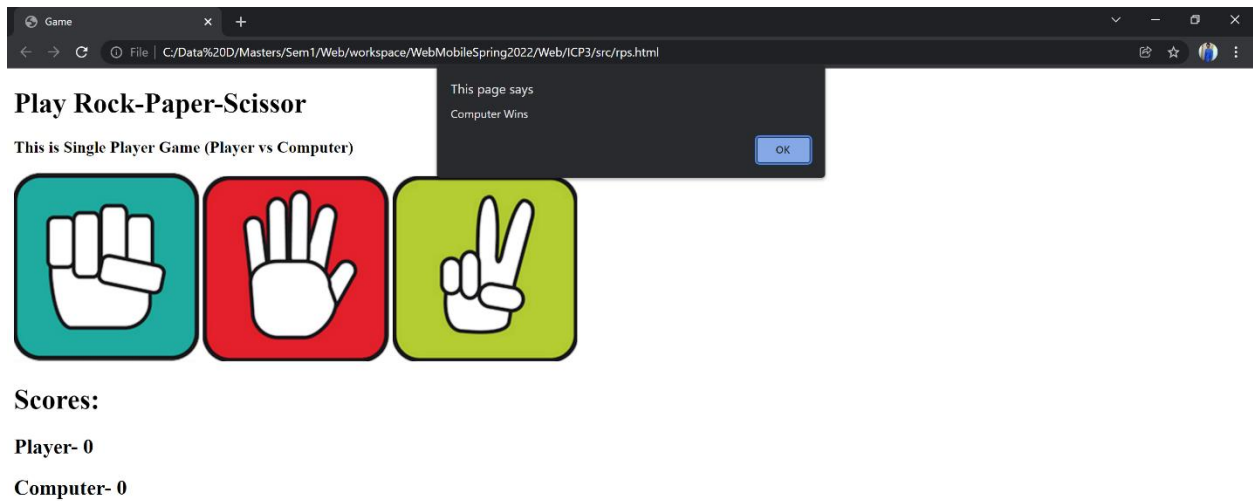 Game
File
C:/Data%20D/Masters/Sem1/Web/workspace/WebMobileSpring2022/Web/ICP3/src/rps.html
This page says
Computer Wins
OK
Play Rock-Paper-Scissor
This is Single Player Game (Player vs Computer)
Scores:
Player- 0
Computer- 0